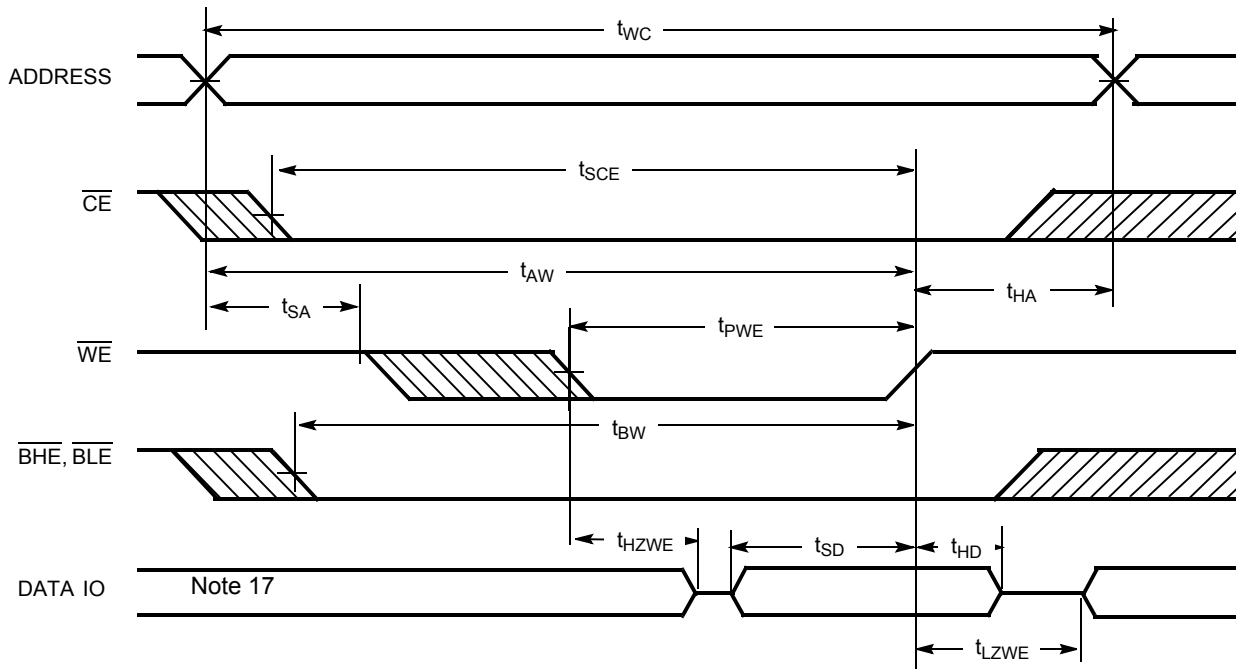 tWC
ADDRESS
tSCE
CE
tAW
tSA
tHA
tPWE
WE
tBW
BHE, BLE
tHZWE
tSD
tHD
DATA IO
Note 17
tLZWE